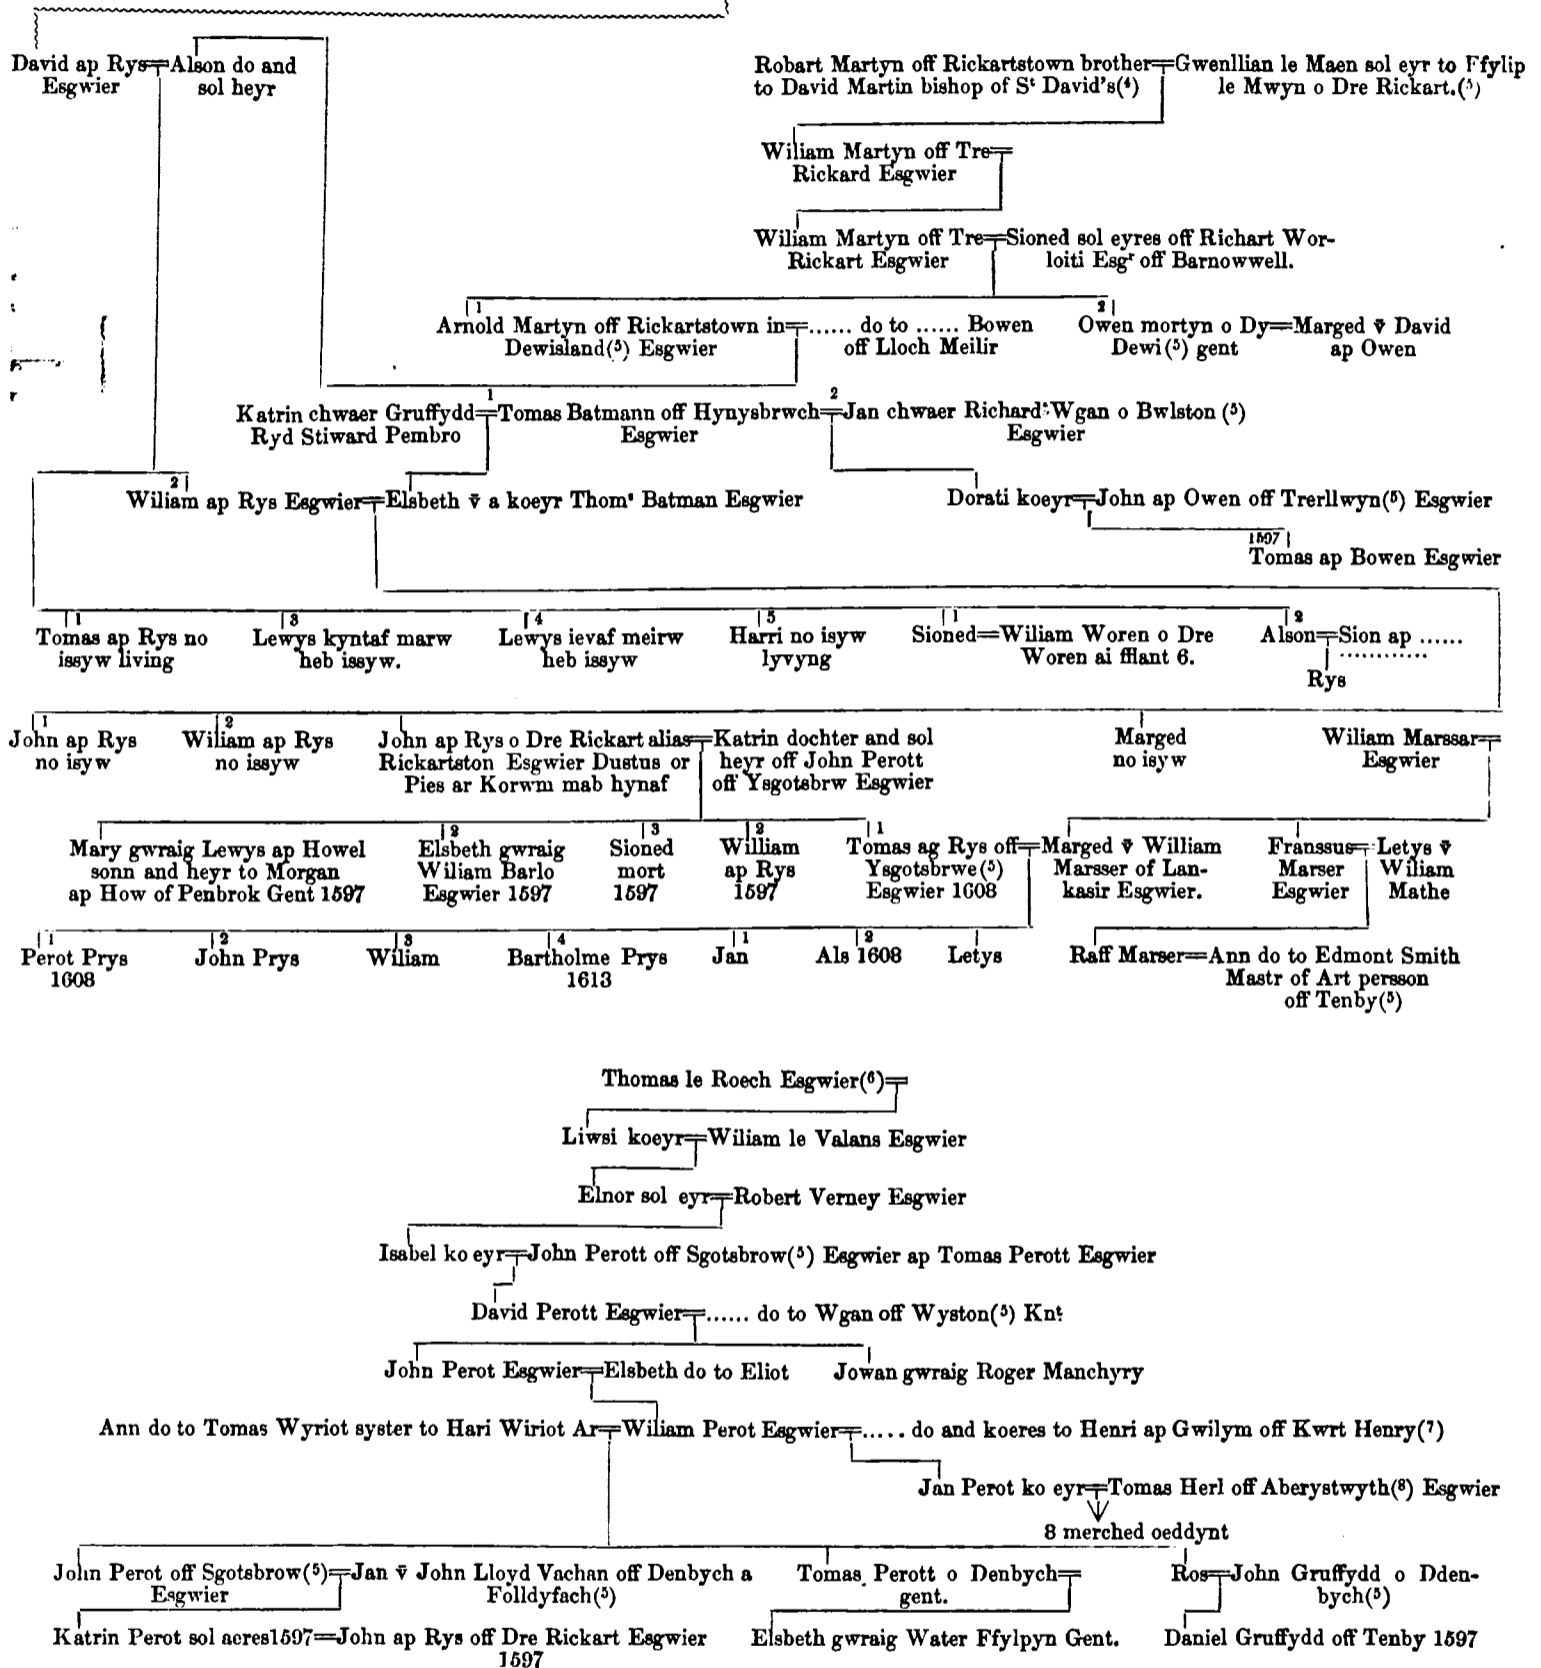 David ap Rys=Alson do and
Esgwier sol heyr
Robart Martyn off Rickartstown brother=Gwenllian le Maen sol eyr to Ffylip
to David Martin bishop of Sᵗ David's(⁴) le Mwyn o Dre Rickart.(⁵)
Wiliam Martyn off Tre=
Rickard Esgwier
Wiliam Martyn off Tre=Sioned sol eyres off Richart Wor-
Rickart Esgwier loiti Esgʳ off Barnowwell.
1 2
Arnold Martyn off Rickartstown in=...... do to ...... Bowen
Dewisland(⁵) Esgwier off Lloch Meilir
Owen mortyn o Dy=Marged v̄ David
Dewi(⁵) gent ap Owen
1 2
Katrin chwaer Gruffydd=Tomas Batmann off Hynysbrwch=Jan chwaer Richard Wgan o Bwlston (⁵)
Ryd Stiward Pembro Esgwier Esgwier
2
Wiliam ap Rys Esgwier=Elsbeth v̄ a koeyr Thomˢ Batman Esgwier
Dorati koeyr=John ap Owen off Trerllwyn(⁵) Esgwier
1597
Tomas ap Bowen Esgwier
1 3 4 5 1 2
Tomas ap Rys no Lewys kyntaf marw Lewys ievaf meirw Harri no isyw Sioned=Wiliam Woren o Dre Alson=Sion ap ......
issyw living heb issyw. heb issyw lyvyng Woren ai ffhant 6. ............
Rys
1 2
John ap Rys Wiliam ap Rys John ap Rys o Dre Rickart alias=Katrin dochter and sol Marged Wiliam Marssar=
no isyw no issyw Rickartston Esgwier Dustus or heyr off John Perott no isyw Esgwier
Pies ar Korwm mab hynaf off Ysgotsbrw Esgwier
2 3 2 1
Mary gwraig Lewys ap Howel Elsbeth gwraig Sioned William Tomas ag Rys off=Marged v̄ William Franssus= Letys v̄
sonn and heyr to Morgan Wiliam Barlo mort ap Rys Ysgotsbrwe(⁵) Marsser of Lan- Marser Wiliam
ap How of Penbrok Gent 1597 Esgwier 1597 1597 1597 Esgwier 1608 kasir Esgwier. Esgwier Mathe
1 2 3 4 1 2
Perot Prys John Prys Wiliam Bartholme Prys Jan Als 1608 Letys Raff Marser=Ann do to Edmont Smith
1608 1613 Mastr of Art persson
off Tenby(⁵)
Thomas le Roech Esgwier(⁶)=
Liwsi koeyr=Wiliam le Valans Esgwier
Elnor sol eyr=Robert Verney Esgwier
Isabel ko eyr=John Perott off Sgotsbrow(⁵) Esgwier ap Tomas Perott Esgwier
David Perott Esgwier=...... do to Wgan off Wyston(⁵) Knᵗ
John Perot Esgwier=Elsbeth do to Eliot Jowan gwraig Roger Manchyry
Ann do to Tomas Wyriot syster to Hari Wiriot Ar=Wiliam Perot Esgwier=..... do and koeres to Henri ap Gwilym off Kwrt Henry(⁷)
Jan Perot ko eyr=Tomas Herl off Aberystwyth(⁸) Esgwier
8 merched oeddynt
John Perot off Sgotsbrow(⁵)=Jan v̄ John Lloyd Vachan off Denbych a Tomas Perott o Denbych= Ros=John Gruffydd o Dden-
Esgwier Folldyfach(⁵) gent. bych(⁵)
Katrin Perot sol aeres1597=John ap Rys off Dre Rickart Esgwier Elsbeth gwraig Water Ffylpyn Gent. Daniel Gruffydd off Tenby 1597
1597